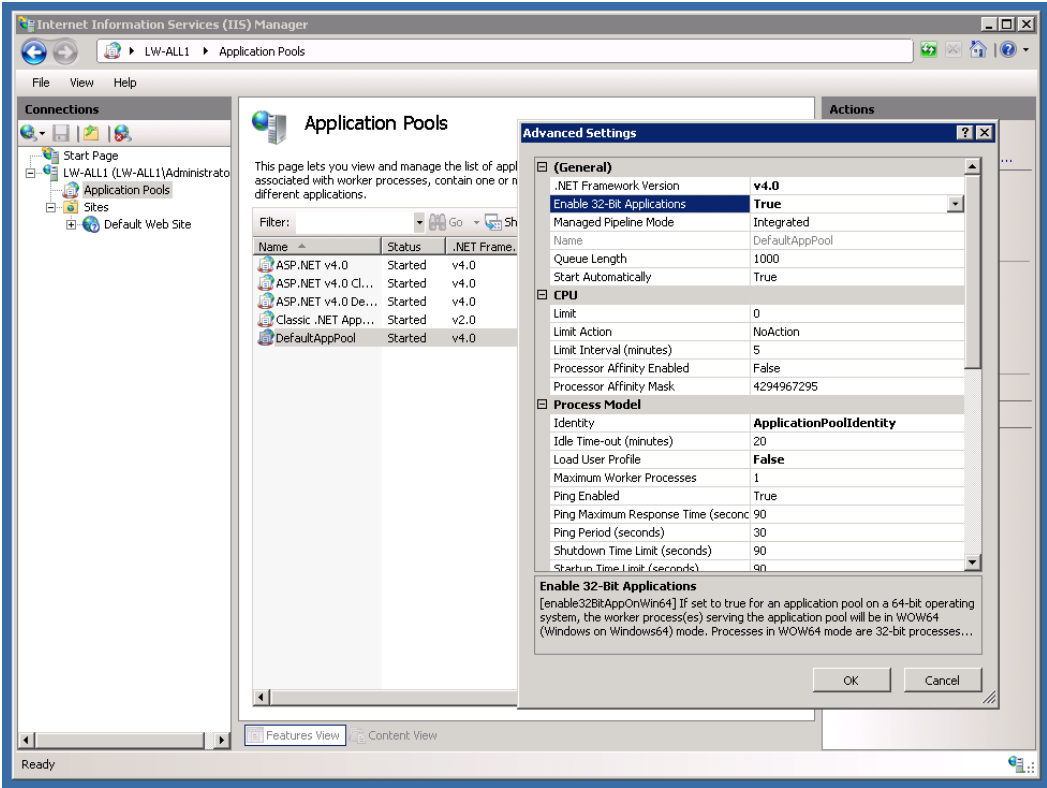 Internet Information Services (IIS) Manager
LW-ALL1 Application Pools
File View Help
Connections
Start Page
LW-ALL1 (LW-ALL1\Administrato
Application Pools
Sites
Default Web Site
Application Pools
This page lets you view and manage the list of appl
associated with worker processes, contain one or n
different applications.
Filter: Go Sh
Name Status .NET Frame.
ASP.NET v4.0 Started v4.0
ASP.NET v4.0 Cl... Started v4.0
ASP.NET v4.0 De... Started v4.0
Classic .NET App... Started v2.0
DefaultAppPool Started v4.0
Features View Content View
Actions
...
Advanced Settings
(General)
.NET Framework Version v4.0
Enable 32-Bit Applications True
Managed Pipeline Mode Integrated
Name DefaultAppPool
Queue Length 1000
Start Automatically True
CPU
Limit 0
Limit Action NoAction
Limit Interval (minutes) 5
Processor Affinity Enabled False
Processor Affinity Mask 4294967295
Process Model
Identity ApplicationPoolIdentity
Idle Time-out (minutes) 20
Load User Profile False
Maximum Worker Processes 1
Ping Enabled True
Ping Maximum Response Time (seconc 90
Ping Period (seconds) 30
Shutdown Time Limit (seconds) 90
Startup Time Limit (seconds) 90
Enable 32-Bit Applications
[enable32BitAppOnWin64] If set to true for an application pool on a 64-bit operating
system, the worker process(es) serving the application pool will be in WOW64
(Windows on Windows64) mode. Processes in WOW64 mode are 32-bit processes...
OK Cancel
Ready